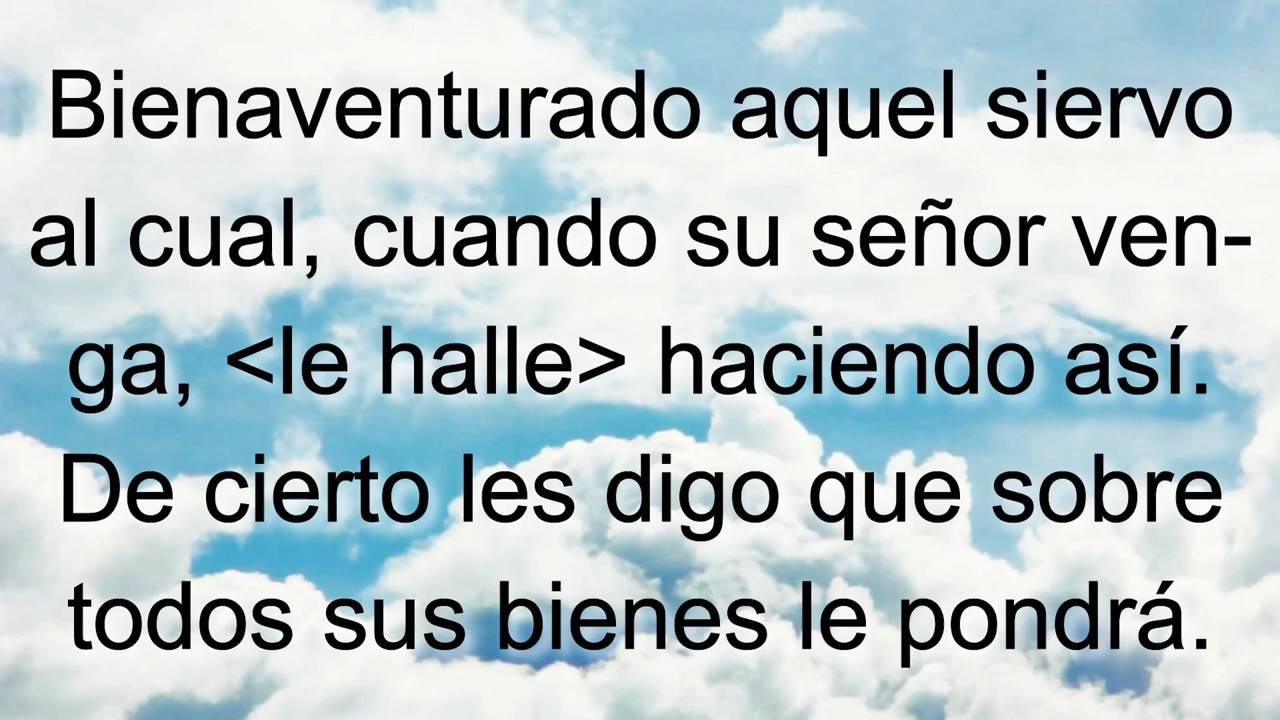 Bienaventurado aquel siervo
al cual, cuando su señor ven-
ga, <le halle> haciendo así.
De cierto les digo que sobre
todos sus bienes le pondrá.